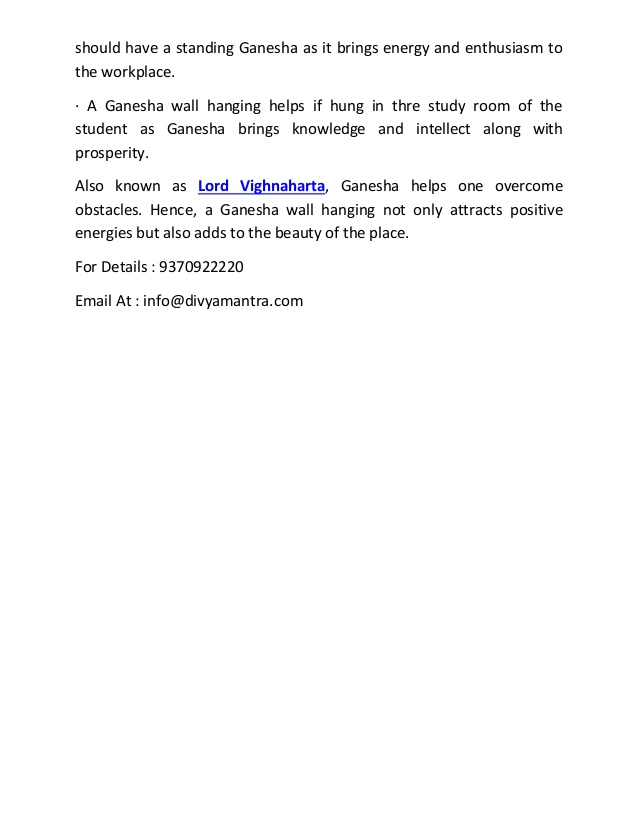 should have a standing Ganesha as it brings energy and enthusiasm to
the workplace.
· A Ganesha wall hanging helps if hung in thre study room of the
student as Ganesha brings knowledge and intellect along with
prosperity.
Also known as Lord Vighnaharta, Ganesha helps one overcome
obstacles. Hence, a Ganesha wall hanging not only attracts positive
energies but also adds to the beauty of the place.
For Details : 9370922220
Email At : info@divyamantra.com